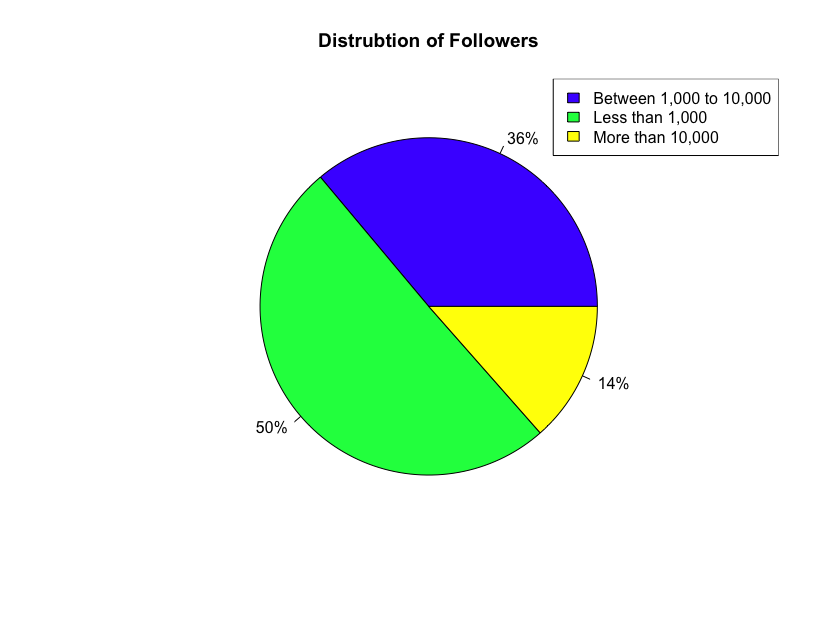 Distrubtion of Followers
Between 1,000 to 10,000
Less than 1,000
More than 10,000
36%
14%
50%